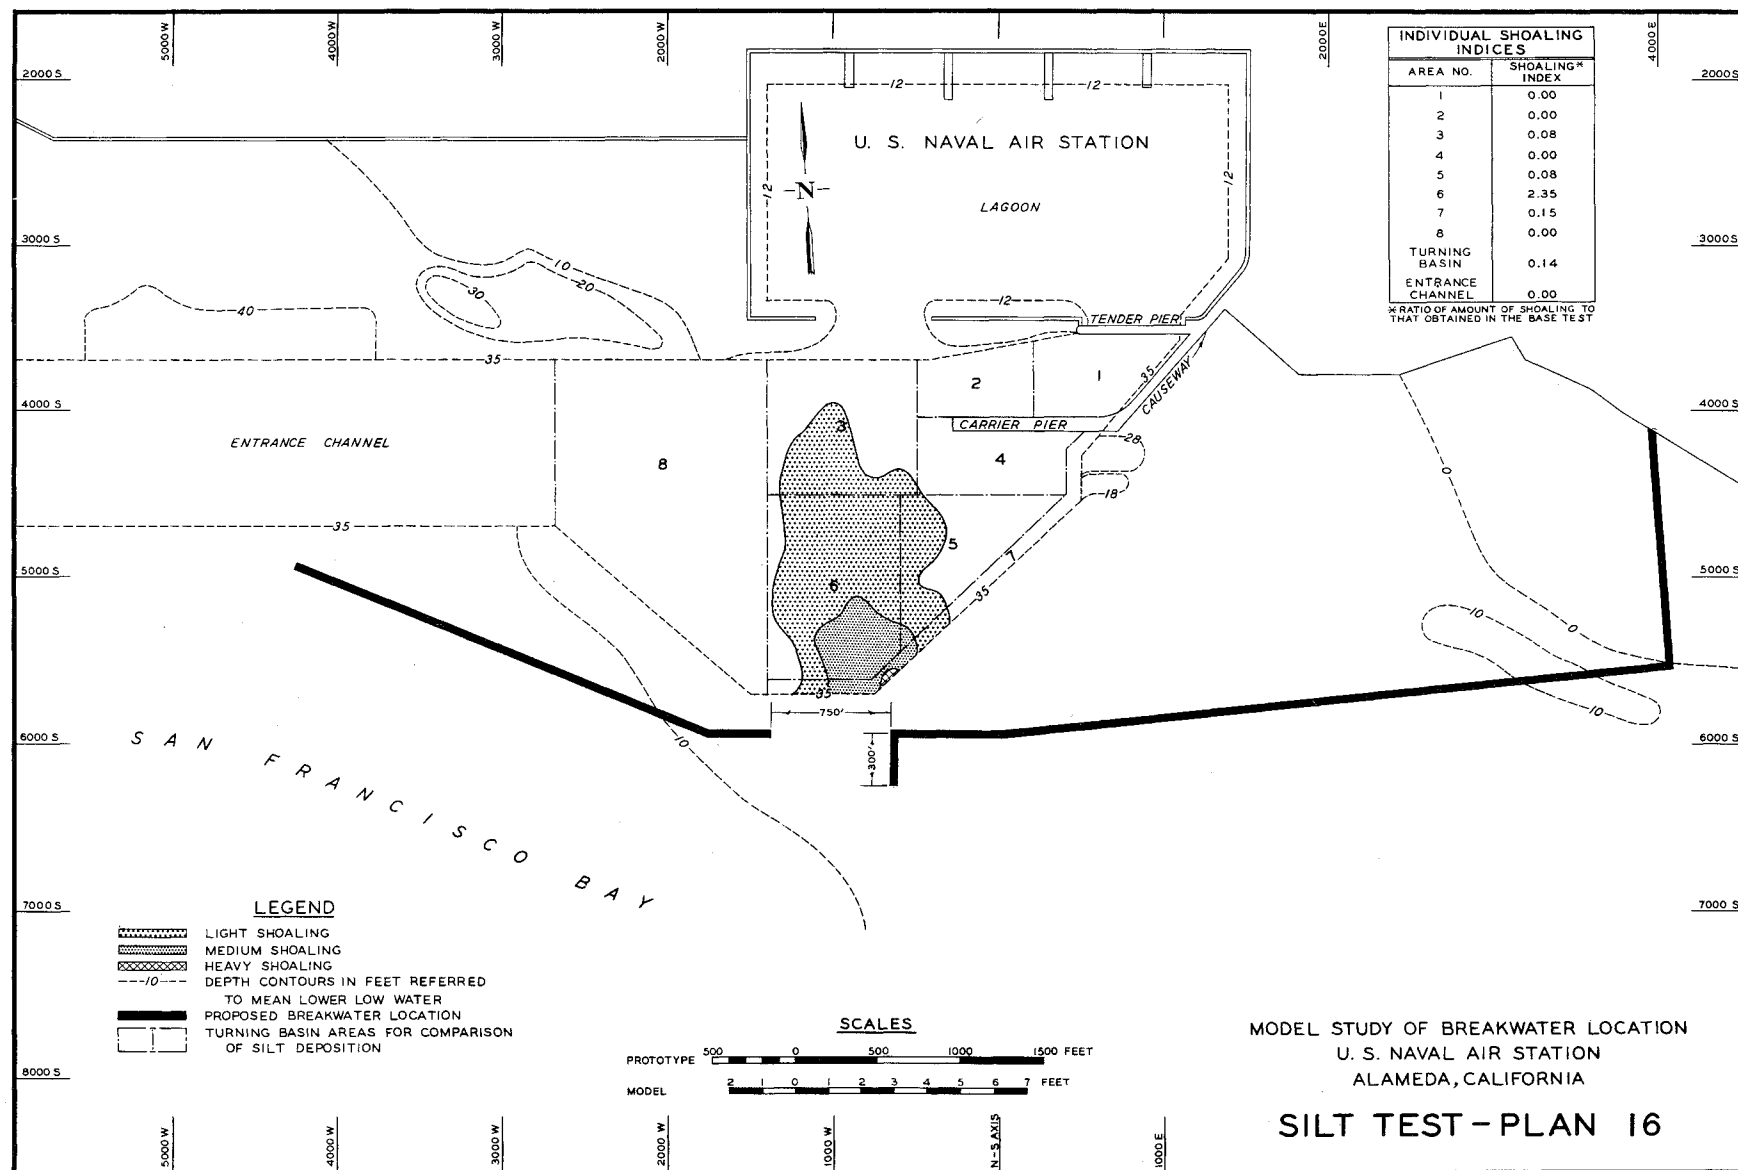 5000 W
4000 W
3000 W
2000 W
2000 E
4000 E
2000 S
2000 S
INDIVIDUAL SHOALING
INDICES
AREA NO. SHOALING*
INDEX
1 0.00
2 0.00
3 0.08
4 0.00
5 0.08
6 2.35
7 0.15
8 0.00
TURNING
BASIN 0.14
ENTRANCE
CHANNEL 0.00
* RATIO OF AMOUNT OF SHOALING TO
THAT OBTAINED IN THE BASE TEST
12
12
U. S. NAVAL AIR STATION
12
N
12
LAGOON
3000 S
3000 S
10
20
30
40
12
TENDER PIER
35
35
CAUSEWAY
2
1
4000 S
4000 S
3
CARRIER PIER
28
ENTRANCE CHANNEL
8
4
18
0
35
5
7
5000 S
5000 S
6
35
10
0
35
750'
10
10
300'
6000 S
6000 S
SAN FRANCISCO BAY
7000 S
7000 S
LEGEND
LIGHT SHOALING
MEDIUM SHOALING
HEAVY SHOALING
10 DEPTH CONTOURS IN FEET REFERRED
TO MEAN LOWER LOW WATER
PROPOSED BREAKWATER LOCATION
TURNING BASIN AREAS FOR COMPARISON
OF SILT DEPOSITION
SCALES
PROTOTYPE 500 0 500 1000 1500 FEET
MODEL 2 1 0 1 2 3 4 5 6 7 FEET
MODEL STUDY OF BREAKWATER LOCATION
U. S. NAVAL AIR STATION
ALAMEDA, CALIFORNIA
SILT TEST - PLAN 16
8000 S
5000 W
4000 W
3000 W
2000 W
1000 W
N-S AXIS
1000 E